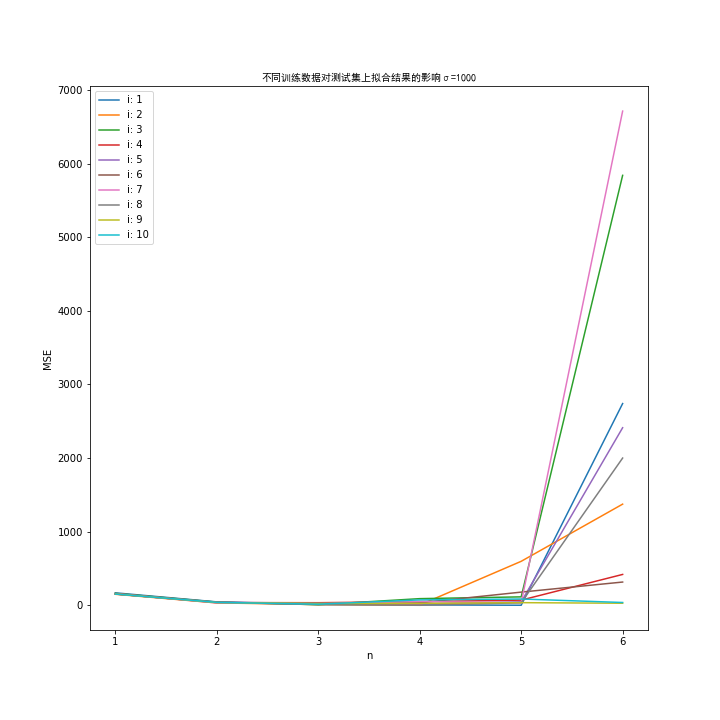 不同训练数据对测试集上拟合结果的影响 σ=1000
7000
6000
5000
4000
3000
2000
1000
0
MSE
i: 1
i: 2
i: 3
i: 4
i: 5
i: 6
i: 7
i: 8
i: 9
i: 10
1 2 3 4 5 6
n